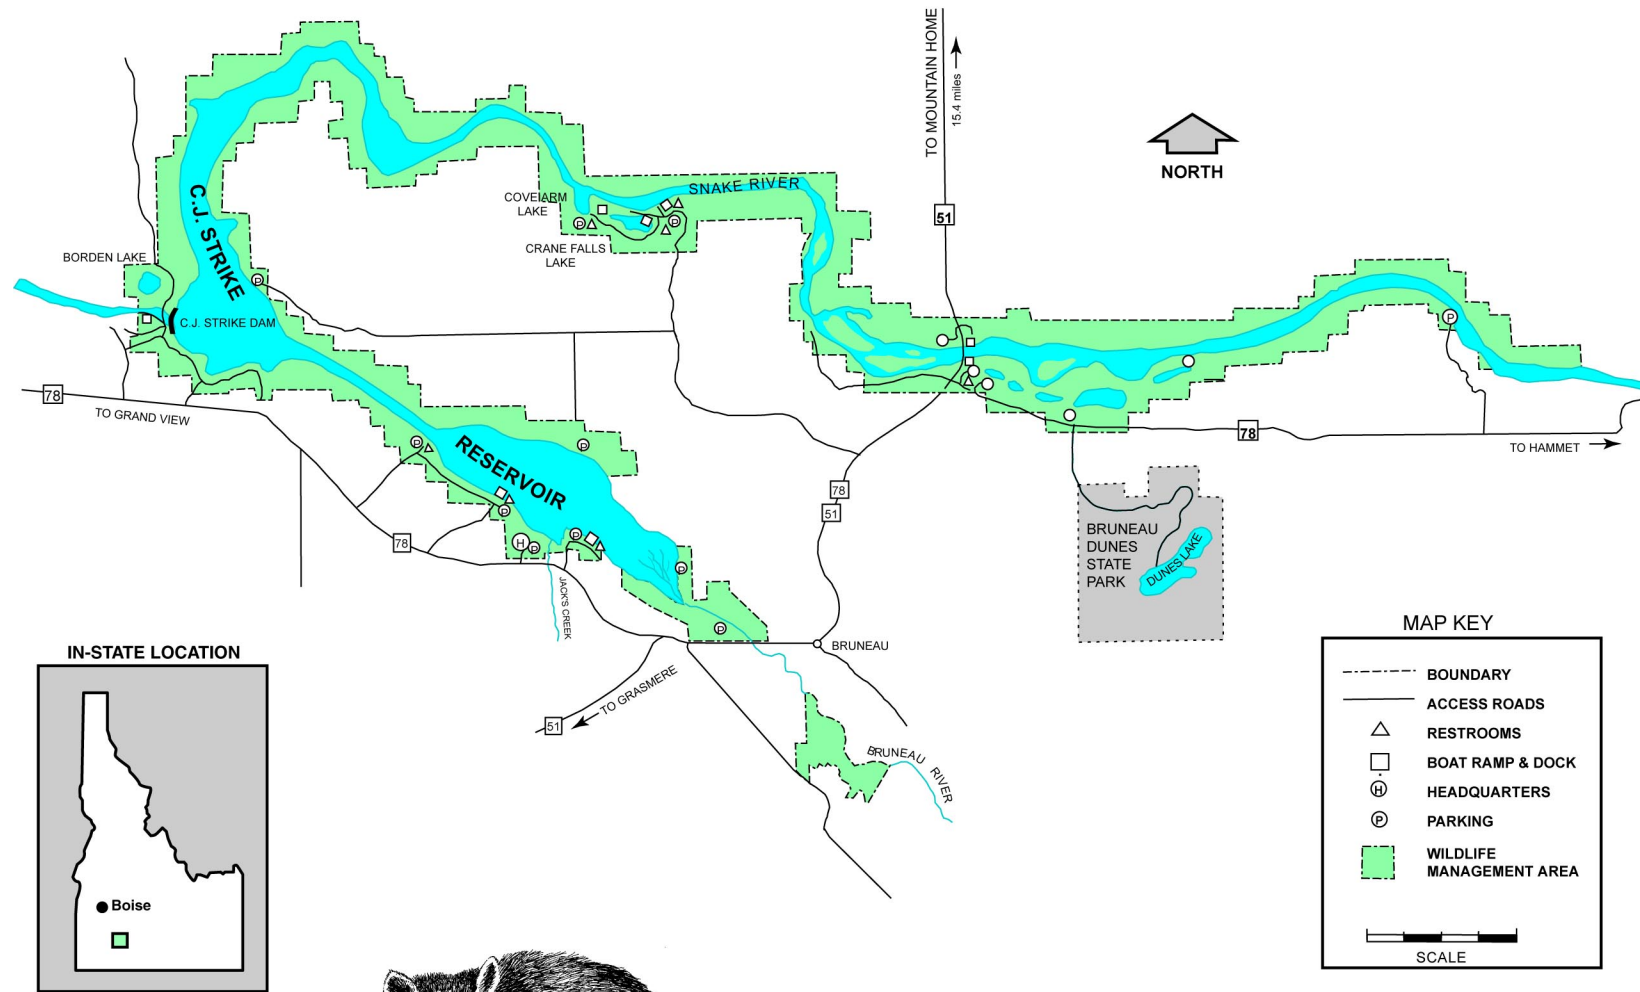 TO MOUNTAIN HOME
15.4 miles
NORTH
SNAKE RIVER
COVE ARM
LAKE
CRANE FALLS
LAKE
51
C.J. STRIKE
BORDEN LAKE
C.J. STRIKE DAM
78
TO GRAND VIEW
RESERVOIR
78
TO HAMMET
78
51
78
H
P
P
P
P
P
P
P
P
P
P
P
BRUNEAU
DUNES
STATE
PARK
DUNES LAKE
JACK'S CREEK
BRUNEAU
TO GRASMERE
51
BRUNEAU RIVER
IN-STATE LOCATION
Boise
MAP KEY
BOUNDARY
ACCESS ROADS
RESTROOMS
BOAT RAMP & DOCK
H HEADQUARTERS
P PARKING
WILDLIFE
MANAGEMENT AREA
SCALE